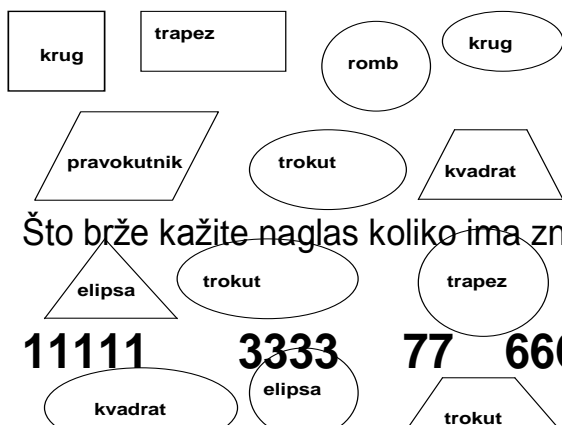 krug trapez romb krug
pravokutnik trokut kvadrat
Što brže kažite naglas koliko ima
elipsa trokut trapez
11111 3333 77
kvadrat elipsa trokut